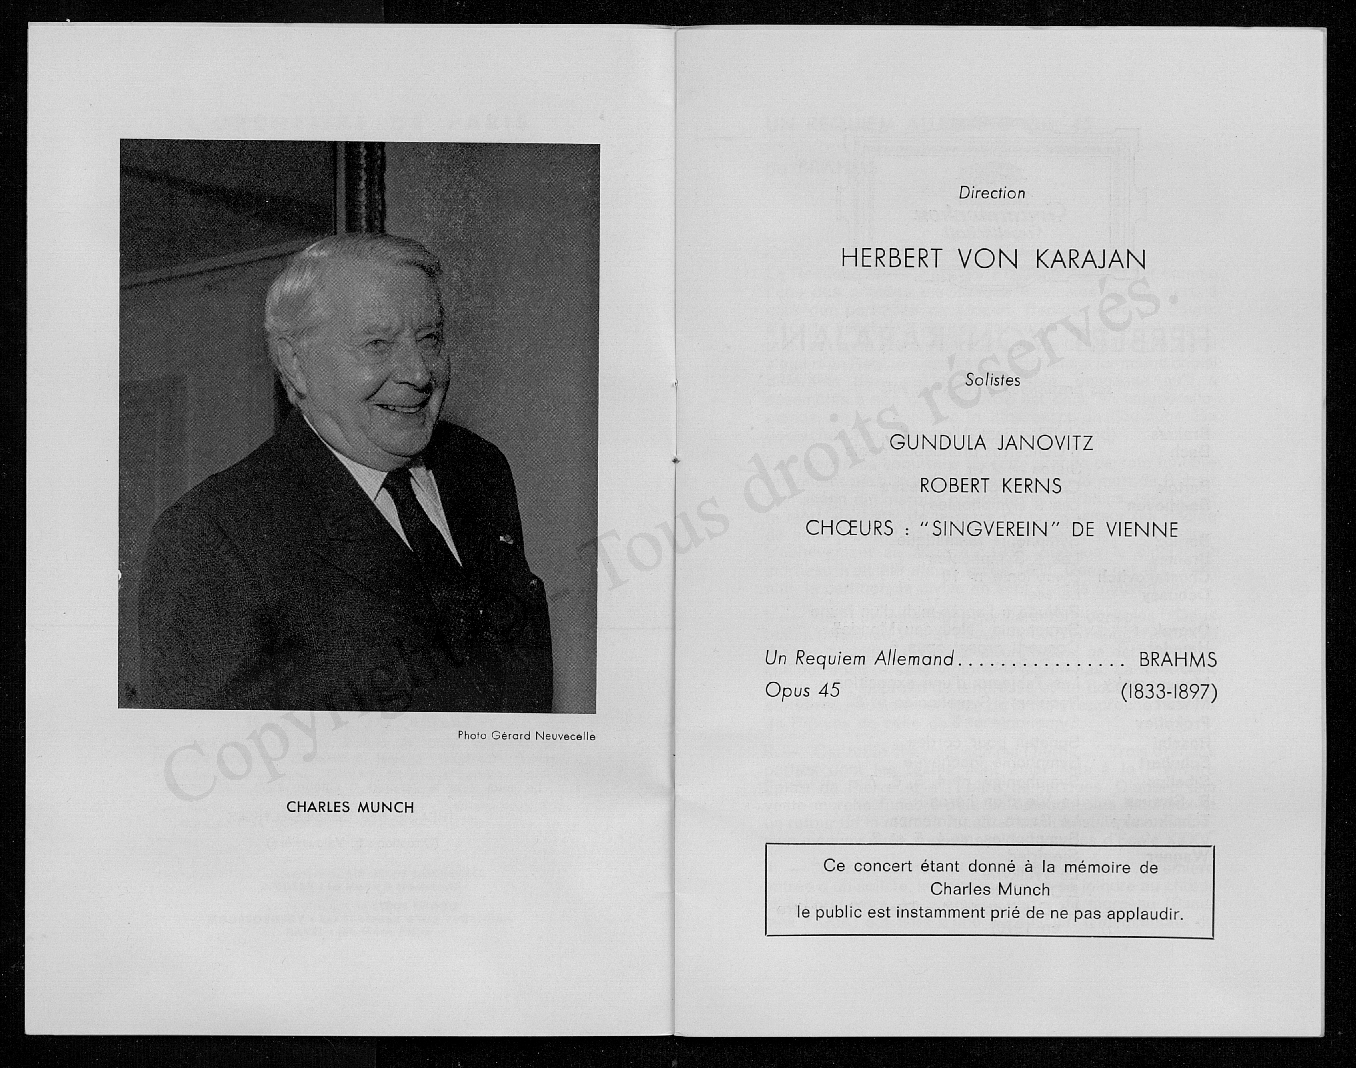 Photo Gérard Neuvecelle
CHARLES MUNCH
Direction
HERBERT VON KARAJAN
Solistes
GUNDULA JANOVITZ
ROBERT KERNS
CHŒURS : "SINGVEREIN" DE VIENNE
Un Requiem Allemand................ BRAHMS
Opus 45 (1833-1897)
Ce concert étant donné à la mémoire de
Charles Munch
le public est instamment prié de ne pas applaudir.
Tous droits réservés.